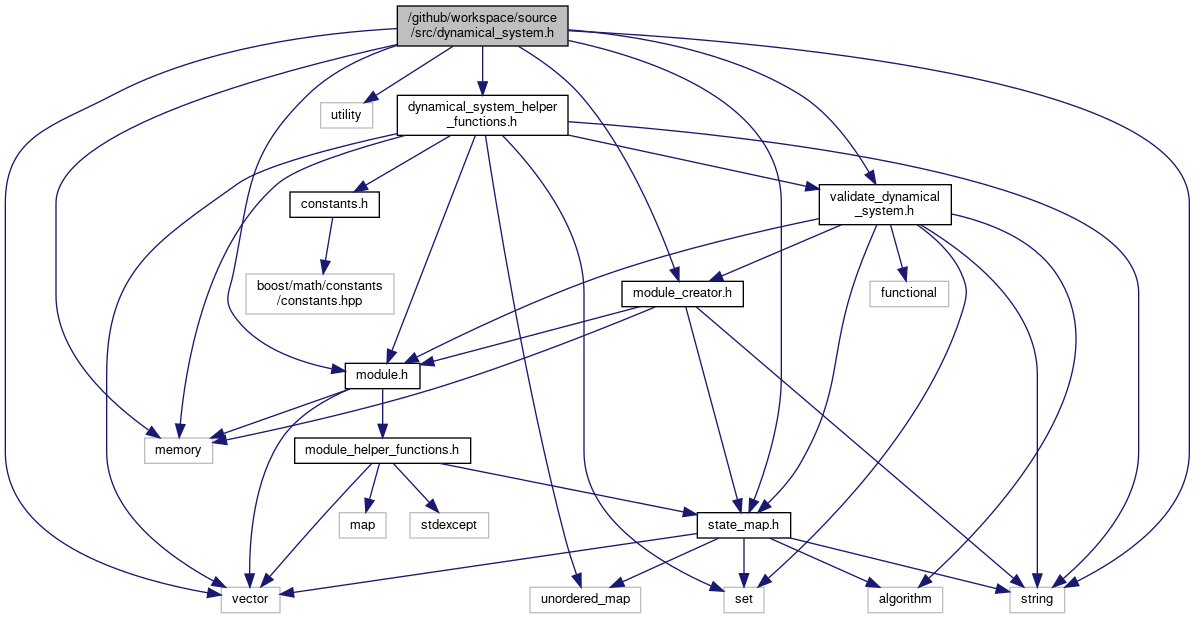 /github/workspace/source
/src/dynamical_system.h
utility
dynamical_system_helper
_functions.h
constants.h
validate_dynamical
_system.h
boost/math/constants
/constants.hpp
module_creator.h
functional
module.h
memory
module_helper_functions.h
map
stdexcept
state_map.h
vector
unordered_map
set
algorithm
string